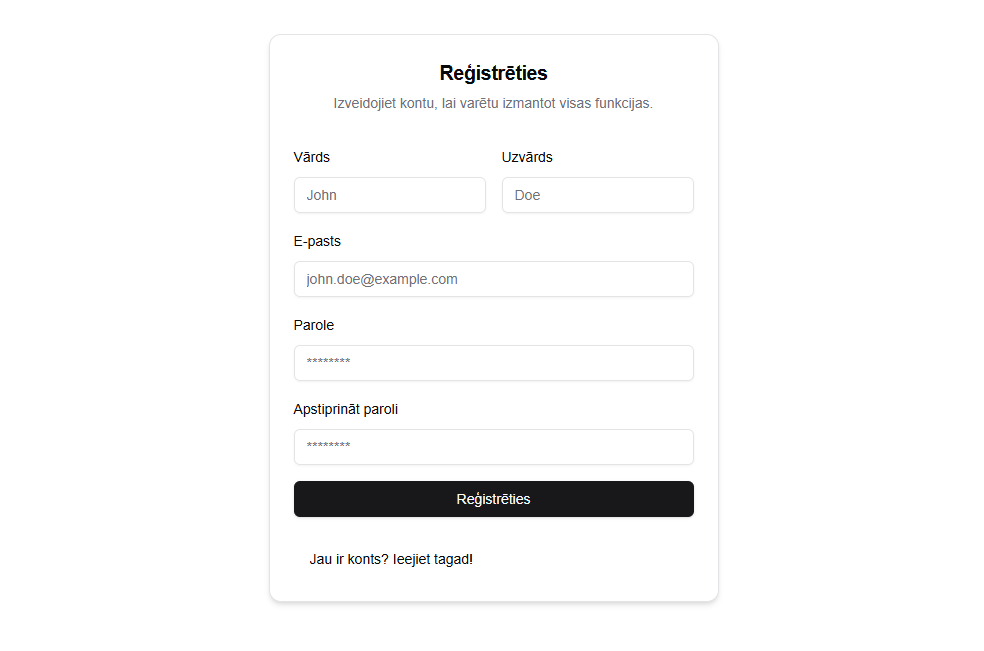 Reģistrēties
Izveidojiet kontu, lai varētu izmantot visas funkcijas.
Vārds
Uzvārds
John
Doe
E-pasts
john.doe@example.com
Parole
********
Apstiprināt paroli
********
Reģistrēties
Jau ir konts? Ieejiet tagad!